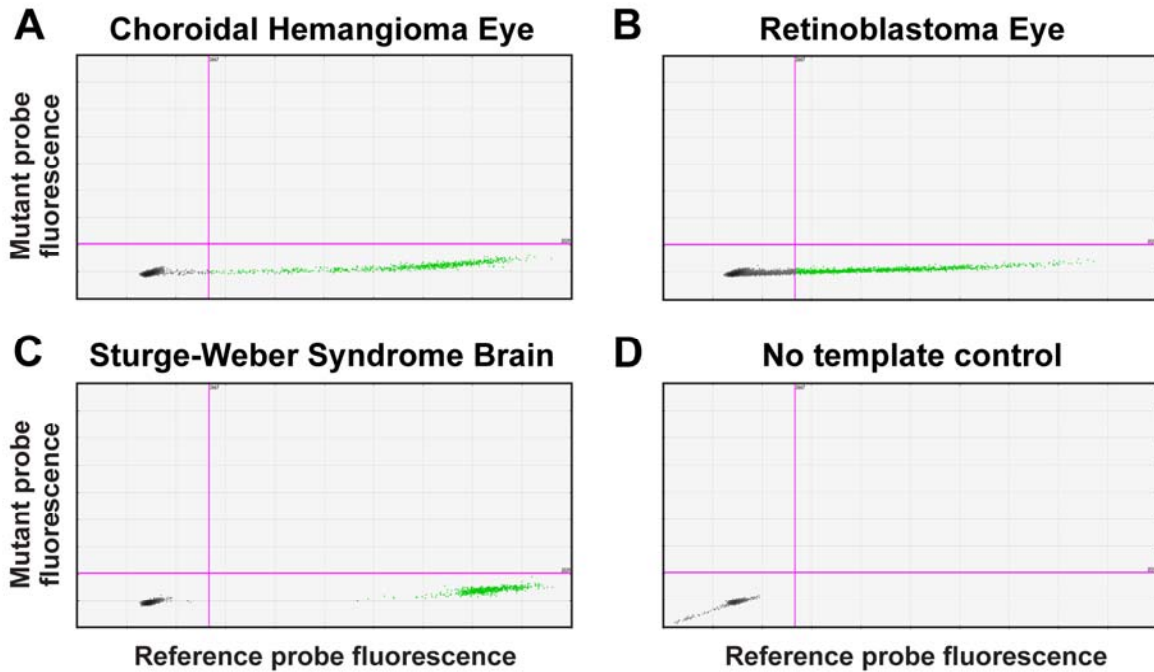 A Choroidal Hemangioma Eye
B Retinoblastoma Eye
Mutant probe
fluorescence
C Sturge-Weber Syndrome Brain
D No template control
Mutant probe
fluorescence
Reference probe fluorescence
Reference probe fluorescence